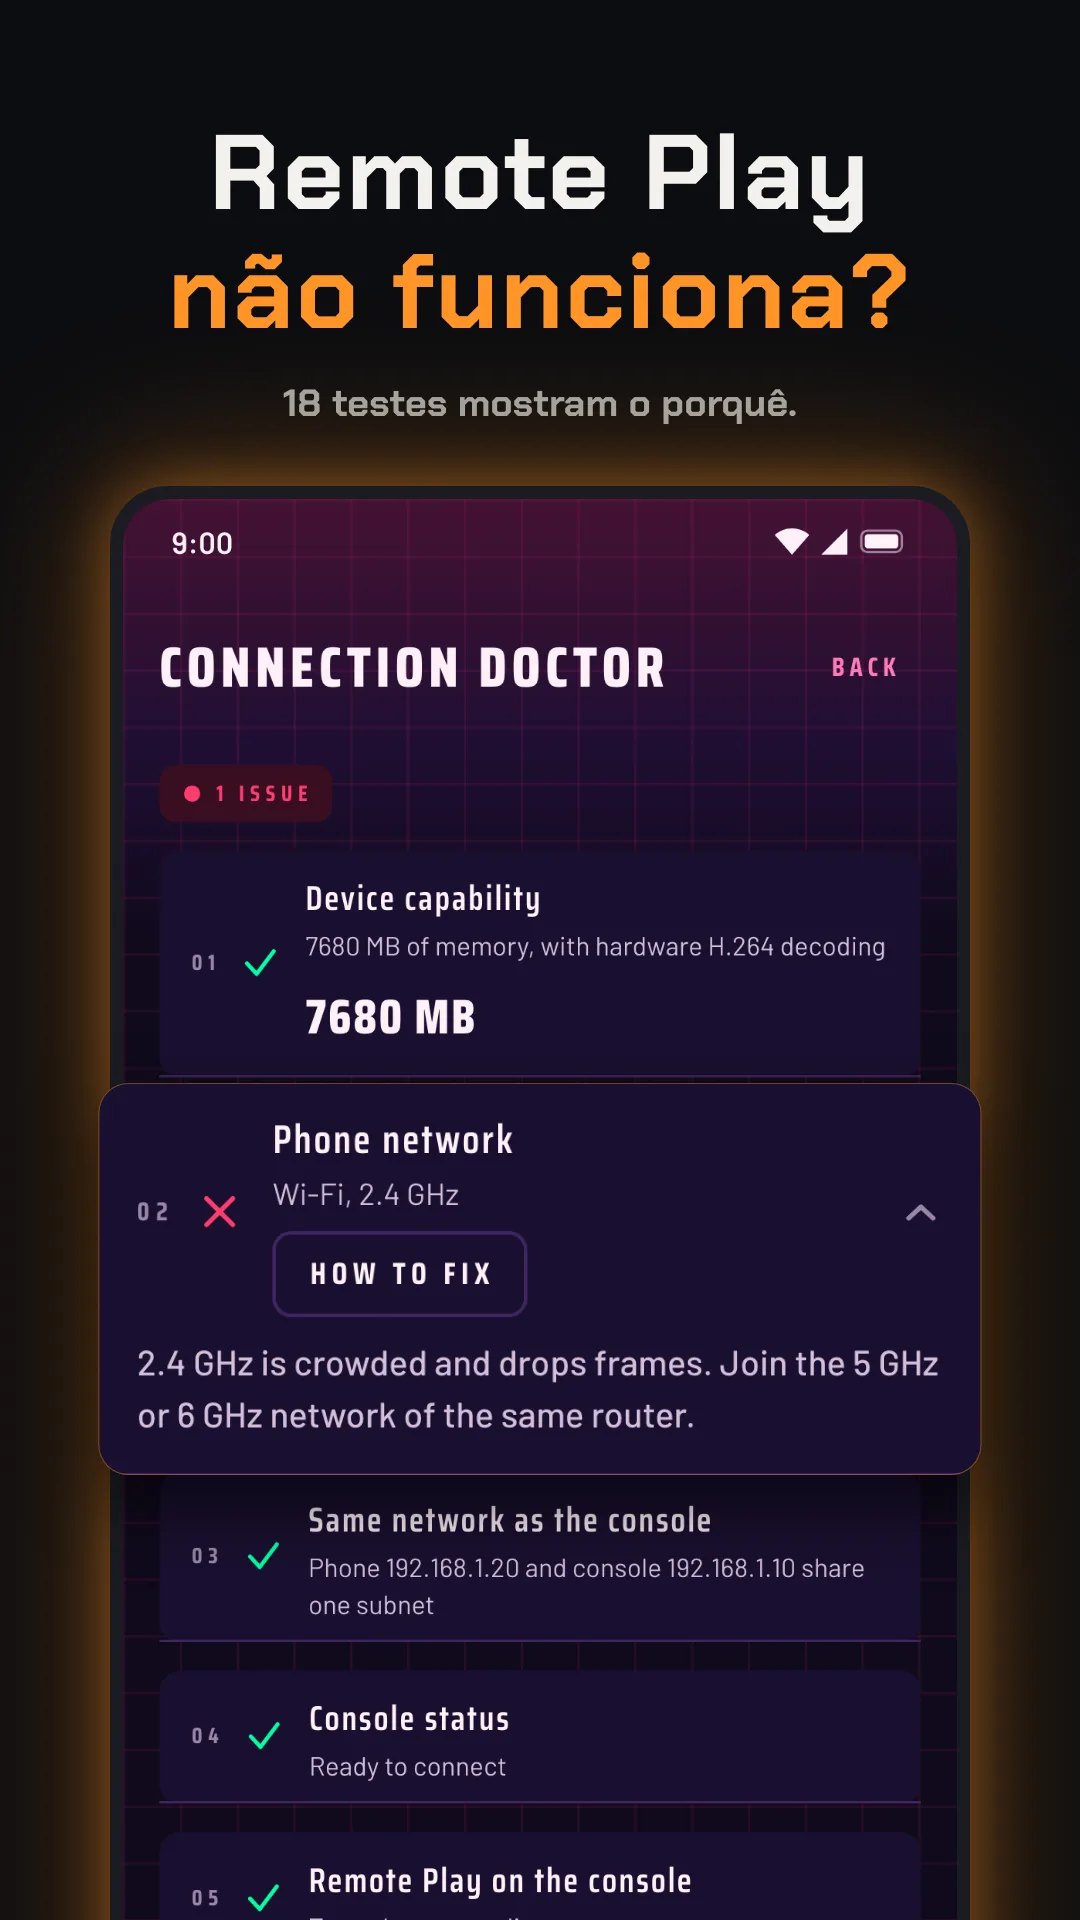 Remote Play
não funciona?
18 testes mostram o porquê.
9:00
CONNECTION DOCTOR
BACK
1 ISSUE
Device capability
7680 MB of memory, with hardware H.264 decoding
01
7680 MB
Phone network
Wi-Fi, 2.4 GHz
02
HOW TO FIX
2.4 GHz is crowded and drops frames. Join the 5 GHz
or 6 GHz network of the same router.
Same network as the console
03
Phone 192.168.1.20 and console 192.168.1.10 share
one subnet
Console status
04
Ready to connect
Remote Play on the console
05